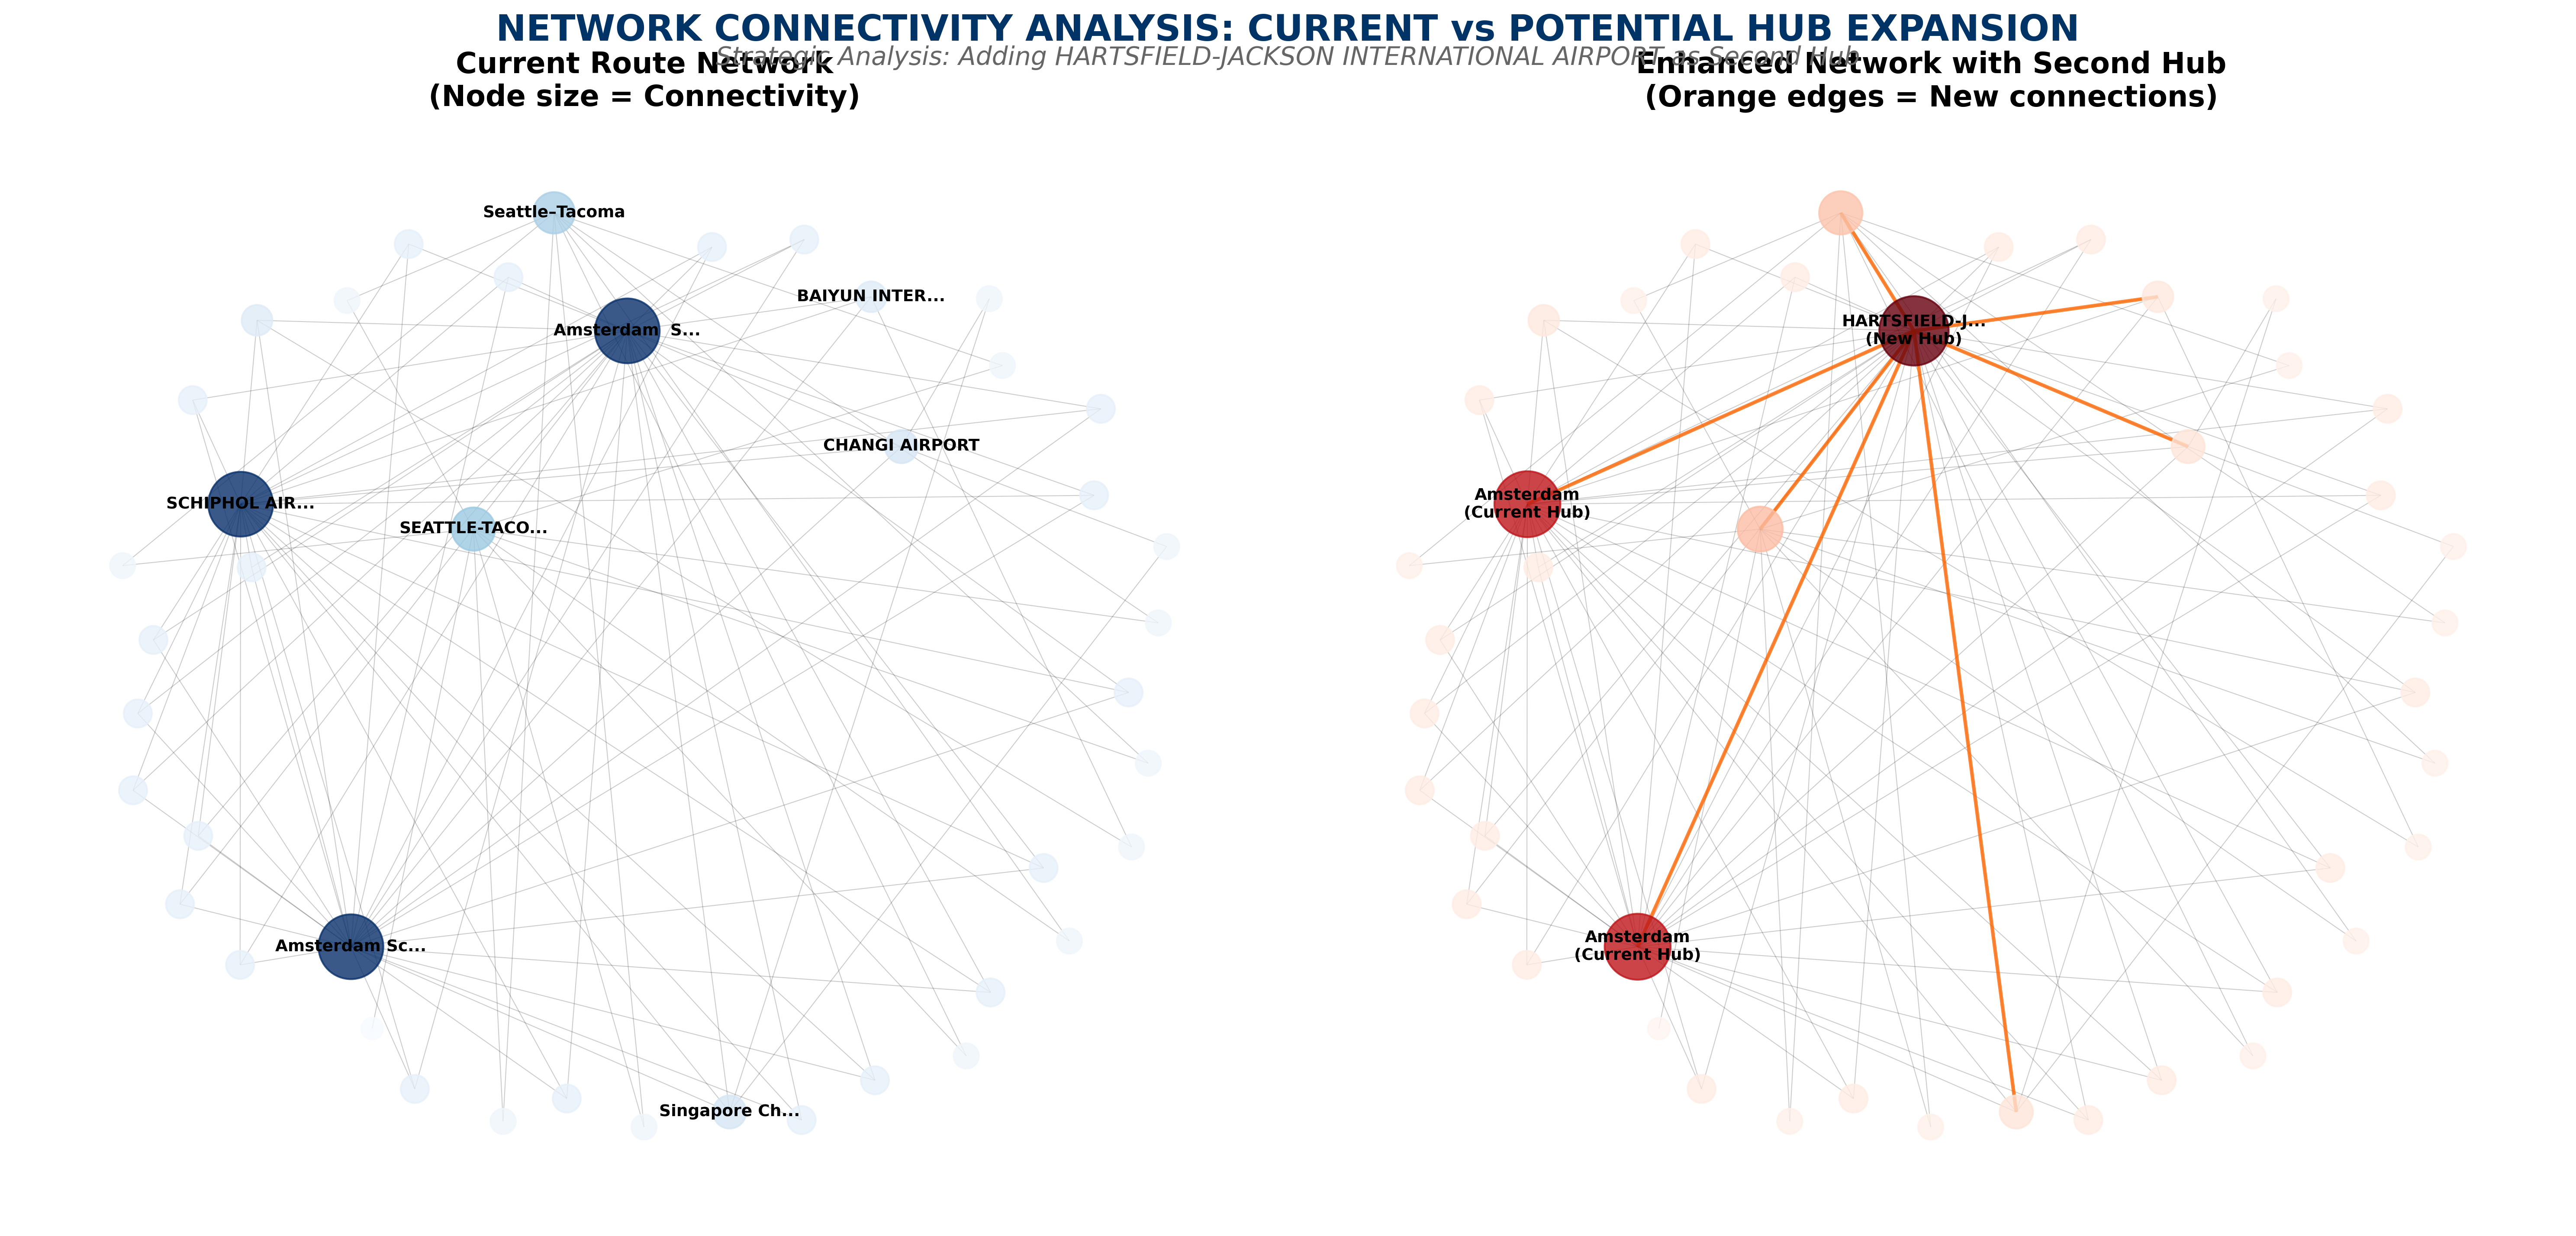 NETWORK CONNECTIVITY ANALYSIS: CURRENT vs POTENTIAL HUB EXPANSION
Strategic Analysis: Adding HARTSFIELD-JACKSON INTERNATIONAL AIRPORT as Second Hub
Current Route Network
(Node size = Connectivity)
Seattle–Tacoma
BAIYUN INTER...
Amsterdam  S...
CHANGI AIRPORT
SCHIPHOL AIR...
SEATTLE-TACO...
Amsterdam Sc...
Singapore Ch...
Enhanced Network with Second Hub
(Orange edges = New connections)
HARTSFIELD-J...
(New Hub)
Amsterdam
(Current Hub)
Amsterdam
(Current Hub)